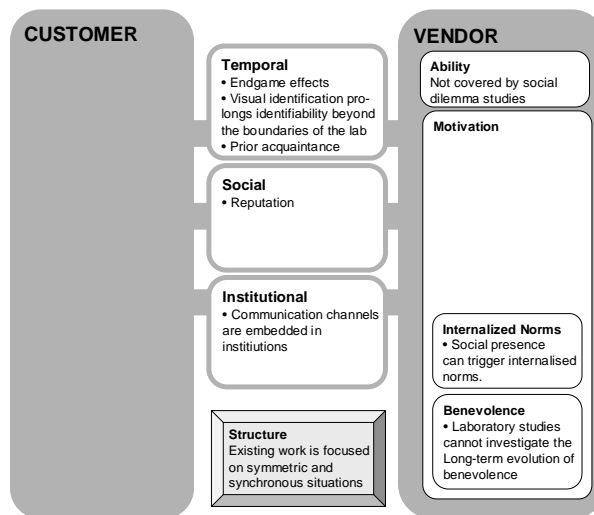 CUSTOMER
Temporal
• Endgame effects
• Visual identification pro-
longs identifiability beyond
the boundaries of the lab
• Prior acquaintance
Social
• Reputation
Institutional
• Communication channels
are embedded in
institiutions
Structure
Existing work is focused
on symmetric and
synchronous situations
VENDOR
Ability
Not covered by social
dilemma studies
Motivation
Internalized Norms
• Social presence
can trigger internalised
norms.
Benevolence
• Laboratory studies
cannot investigate the
Long-term evolution of
benevolence